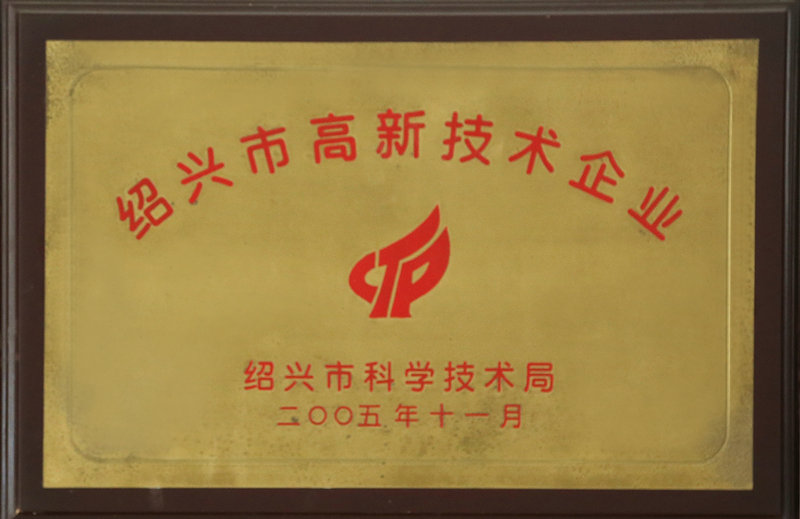 绍兴市高新技术企业
CTP
绍兴市科学技术局
二〇〇五年十一月